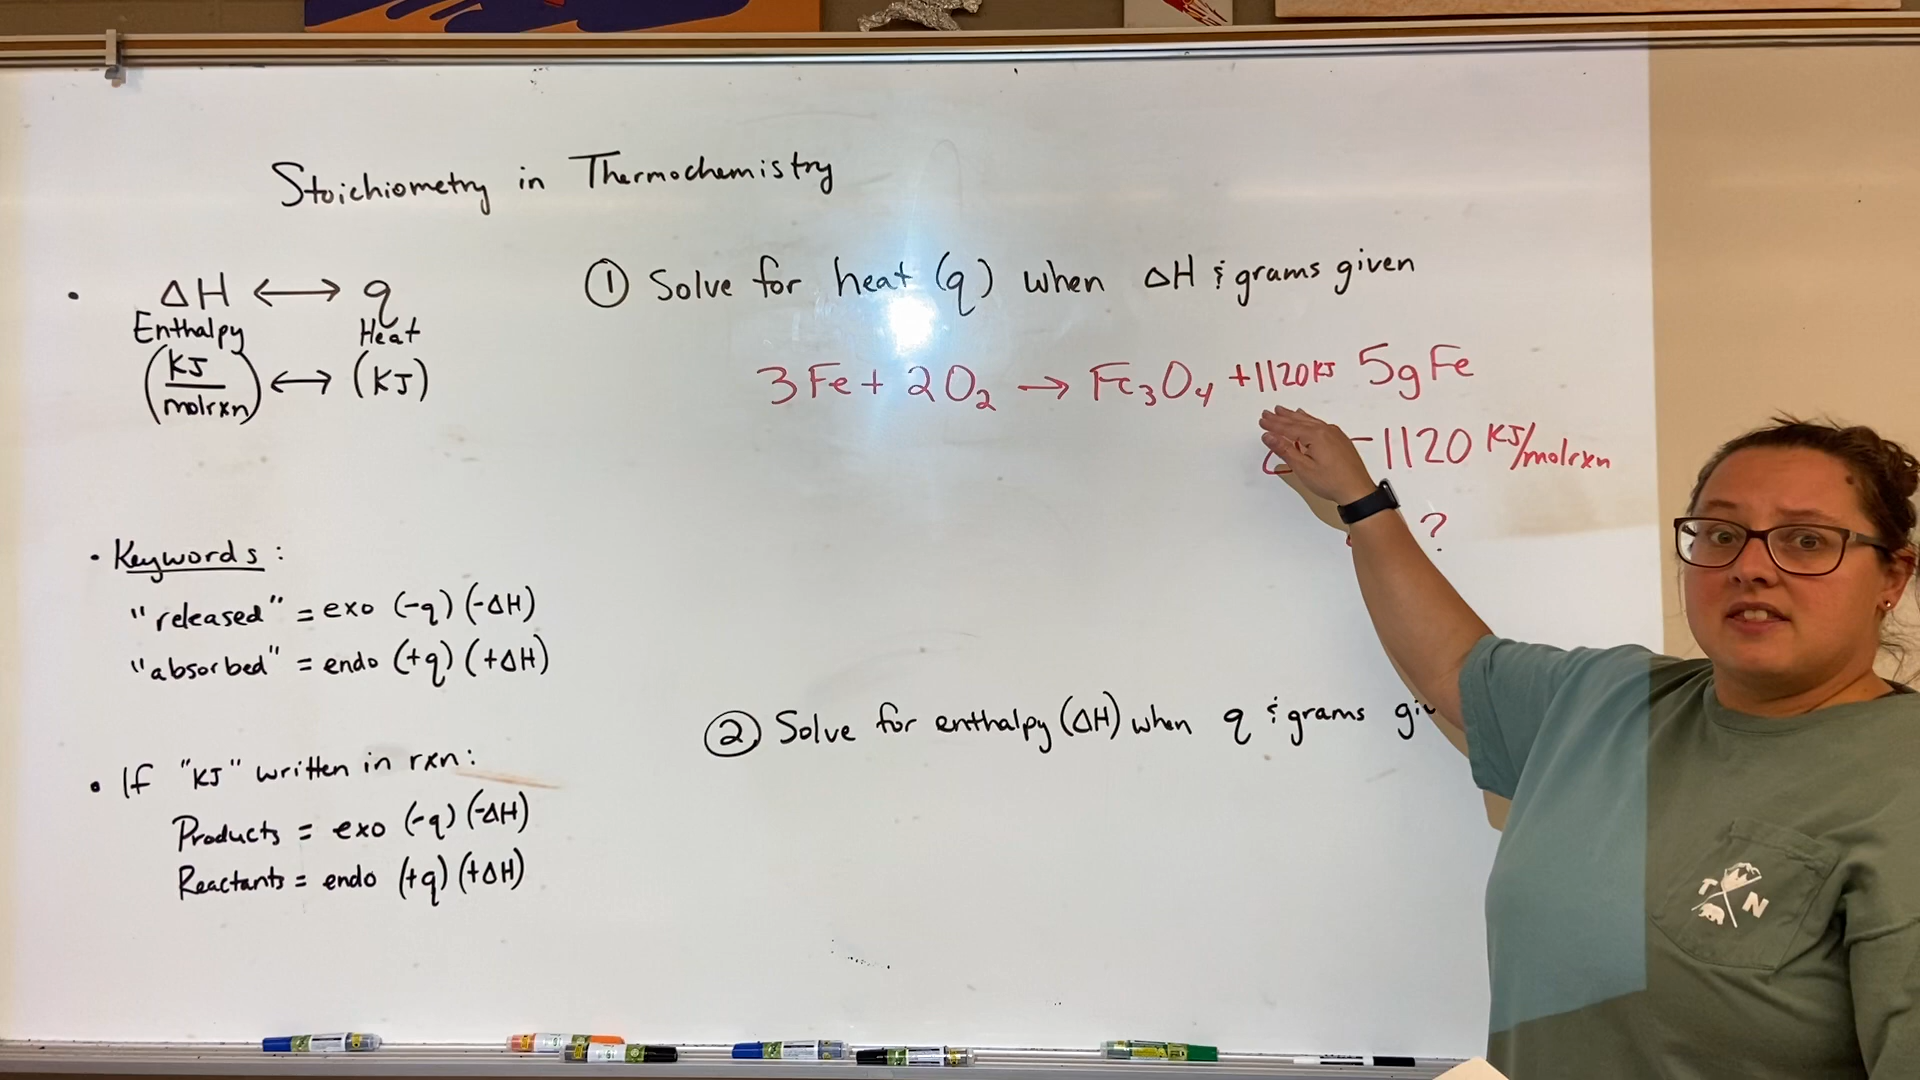 Stoichiometry in Thermochemistry
• ΔH ⟷ q
Enthalpy Heat
(KJ/molrxn) ⟷ (KJ)
• Keywords:
"released" = exo (-q) (-ΔH)
"absorbed" = endo (+q) (+ΔH)
• If "KJ" written in rxn:
Products = exo (-q) (-ΔH)
Reactants = endo (+q) (+ΔH)
① Solve for heat (q) when ΔH & grams given
3Fe + 2O₂ → Fe₃O₄ +1120KJ 5gFe
-1120 KJ/molrxn
?
② Solve for enthalpy (ΔH) when q & grams
T N